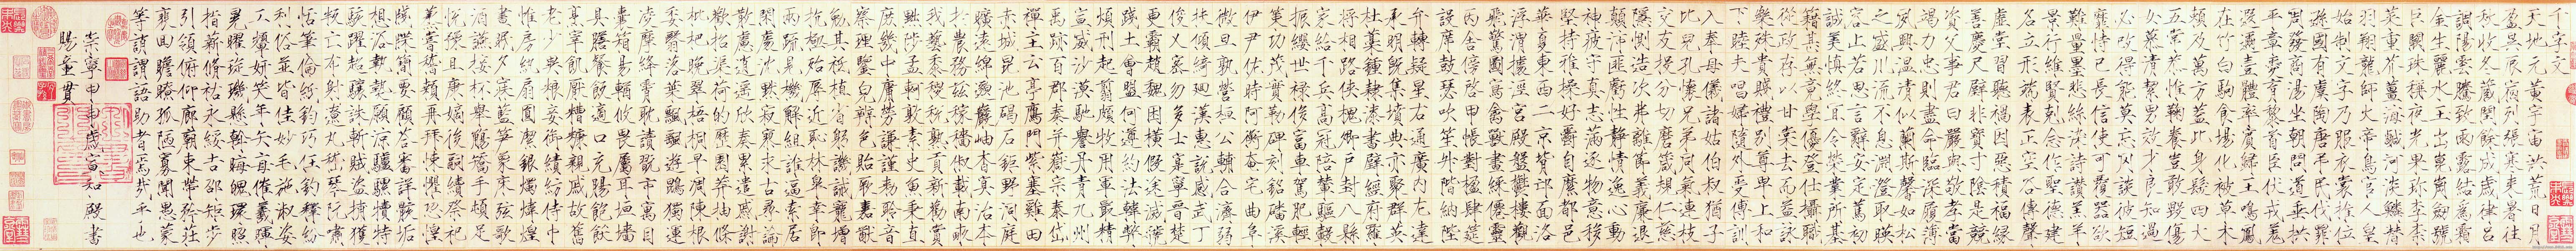 千字文
天地元黃宇宙洪荒日月
盈昃辰宿列張寒來暑往
秋收冬藏閏餘成歲律呂
調陽雲騰致雨露結為霜
金生麗水玉出崑崗劍號
巨闕珠稱夜光果珍李柰
菜重芥薑海鹹河淡鱗潛
羽翔龍師火帝鳥官人皇
始制文字乃服衣裳推位
遜國有虞陶唐弔民伐罪
周發商湯坐朝問道垂拱
平章愛育黎首臣伏戎羌
遐邇壹體率賓歸王鳴鳳
在竹白駒食場化被草木
賴及萬方蓋此身髮四大
五常恭惟鞠養豈敢毀傷
女慕清潔男效才良知過
必改得能莫忘罔談彼短
靡恃己長信使可覆器欲
難量墨悲絲染詩讚羔羊
景行維賢克念作聖德建
名立形端表正空谷傳聲
虛堂習聽禍因惡積福緣
善慶尺璧非寶寸陰是競
資父事君曰嚴與敬孝當
竭力忠則盡命臨深履薄
夙興溫凊似蘭斯馨如松
之盛川流不息淵澄取映
容止若思言辭安定篤初
誠美慎終宜令榮業所基
籍甚無竟學優登仕攝職
從政存以甘棠去而益詠
樂殊貴賤禮別尊卑上和
下睦夫唱婦隨外受傅訓
入奉母儀諸姑伯叔猶子
比兒孔懷兄弟同氣連枝
交友投分切磨箴規仁慈
隱惻造次弗離節義廉退
顛沛匪虧性靜情逸心動
神疲守真志滿逐物意移
堅持雅操好爵自縻都邑
華夏東西二京背邙面洛
浮渭據涇宮殿盤鬱樓觀
飛驚圖寫禽獸畫綵僊靈
丙舍傍啟甲帳對楹肆筵
設席鼓瑟吹笙升階納陛
弁轉疑星右通廣內左達
承明既集墳典亦聚群英
杜稾鍾隸漆書壁經府羅
將相路俠槐卿戶封八縣
家給千兵高冠陪輦驅轂
振纓世祿侈富車駕肥輕
策功茂實勒碑刻銘磻溪
伊尹佐時阿衡奄宅曲阜
微旦孰營桓公輔合濟弱
扶傾綺迴漢惠說感武丁
俊乂密勿多士寔寧晉楚
更霸趙魏困橫假途滅虢
踐土會盟何遵約法韓弊
煩刑起翦頗牧用軍最精
宣威沙漠馳譽丹青九州
禹跡百郡秦并嶽宗泰岱
禪主云亭鴈門紫塞雞田
赤城昆池碣石鉅野洞庭
曠遠綿邈巖岫杳冥治本
於農務茲稼穡俶載南畝
我藝黍稷稅熟貢新勸賞
黜陟孟軻敦素史魚秉直
庶幾中庸勞謙謹勑聆音
察理鑒貌辨色貽厥嘉猷
勉其祗植省躬譏誡寵增
抗極殆辱近恥林皋幸即
兩疏見機解組誰逼索居
閑處沈默寂寥求古尋論
散慮逍遙欣奏累遣慼謝
歡招渠荷的歷園莽抽條
枇杷晚翠梧桐早凋陳根
委翳落葉飄颻遊鵾獨運
凌摩絳霄耽讀翫市寓目
囊箱易輶攸畏屬耳垣墻
具膳餐飯適口充腸飽飫
烹宰飢厭糟糠親戚故舊
老少異糧妾御績紡侍巾
帷房紈扇圓潔銀燭煒煌
晝眠夕寐藍筍象床弦歌
酒讌接杯舉觴矯手頓足
悅豫且康嫡後嗣續祭祀
蒸嘗稽顙再拜悚懼恐惶
牋牒簡要顧答審詳骸垢
想浴執熱願涼驢騾犢特
駭躍超驤誅斬賊盜捕獲
叛亡布射遼丸嵇琴阮嘯
恬筆倫紙鈞巧任釣釋紛
利俗並皆佳妙毛施淑姿
工顰妍笑年矢每催羲暉
晃曜璇璣懸斡晦魄環照
指薪修祜永綏吉邵矩步
引領俯仰廊廟束帶矜莊
徘徊瞻眺孤陋寡聞愚蒙
等誚謂語助者焉哉乎也
崇寧甲申歲宣和殿書
賜童貫